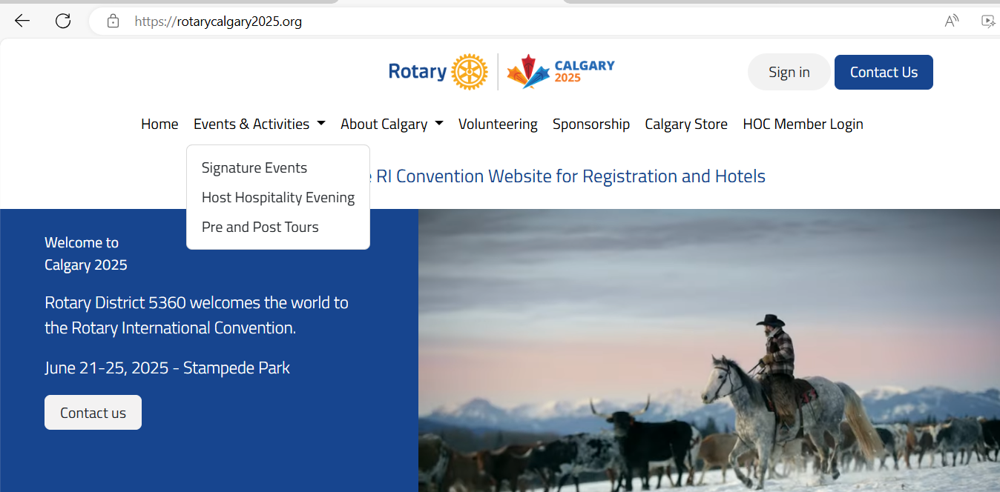 https://rotarycalgary2025.org
Rotary
CALGARY
2025
Sign in
Contact Us
Home Events & Activities About Calgary Volunteering Sponsorship Calgary Store HOC Member Login
Signature Events
Host Hospitality Evening
Pre and Post Tours
RI Convention Website for Registration and Hotels
Welcome to
Calgary 2025
Rotary District 5360 welcomes the world to
the Rotary International Convention.
June 21-25, 2025 - Stampede Park
Contact us